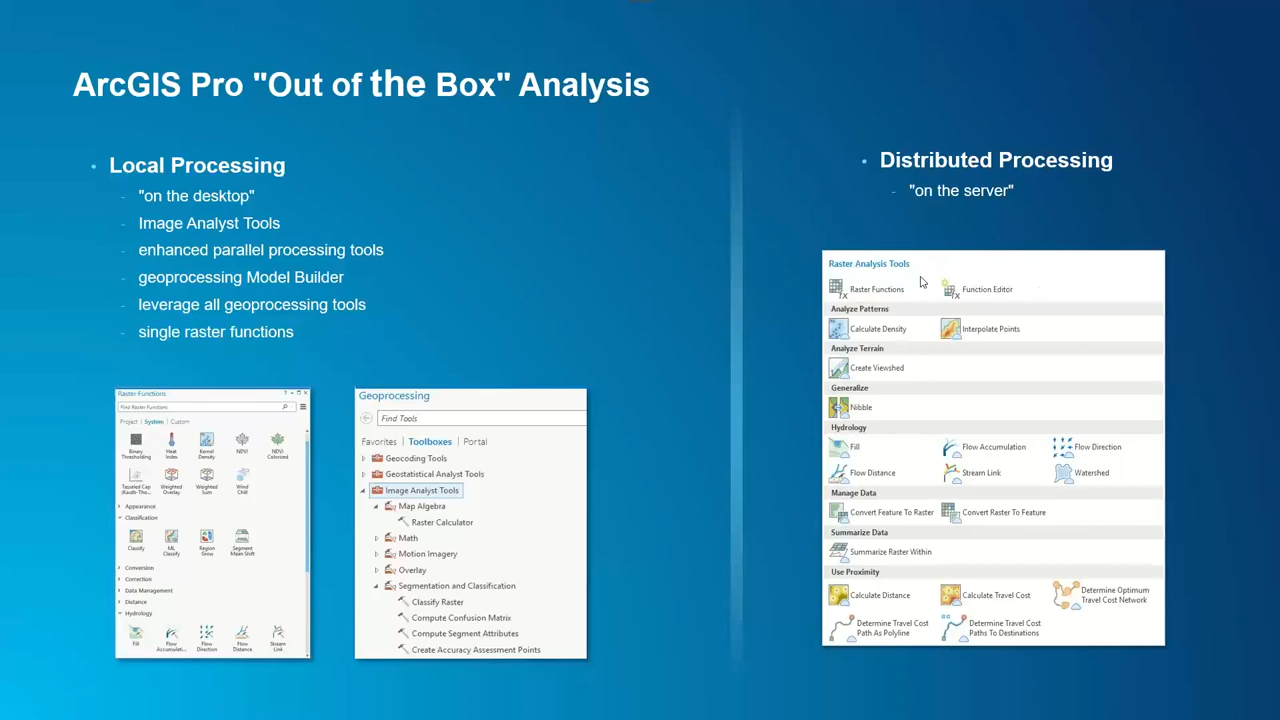 ArcGIS Pro "Out of the Box" Analysis
• Local Processing
- "on the desktop"
- Image Analyst Tools
- enhanced parallel processing tools
- geoprocessing Model Builder
- leverage all geoprocessing tools
- single raster functions
Raster Functions
Find Raster Functions
Project System Custom
Binary Thresholding
Heat Index
Kernel Density
NDVI
NDVI Colorized
Tasseled Cap (Kauth-Tho...
Weighted Overlay
Weighted Sum
Wind Chill
Appearance
Classification
Classify
ML Classify
Region Grow
Segment Mean Shift
Conversion
Correction
Data Management
Distance
Hydrology
Fill
Flow Accumulati...
Flow Direction
Flow Distance
Stream Link
Geoprocessing
Find Tools
Favorites Toolboxes Portal
Geocoding Tools
Geostatistical Analyst Tools
Image Analyst Tools
Map Algebra
Raster Calculator
Math
Motion Imagery
Overlay
Segmentation and Classification
Classify Raster
Compute Confusion Matrix
Compute Segment Attributes
Create Accuracy Assessment Points
• Distributed Processing
- "on the server"
Raster Analysis Tools
Raster Functions Function Editor
Analyze Patterns
Calculate Density Interpolate Points
Analyze Terrain
Create Viewshed
Generalize
Nibble
Hydrology
Fill Flow Accumulation Flow Direction
Flow Distance Stream Link Watershed
Manage Data
Convert Feature To Raster Convert Raster To Feature
Summarize Data
Summarize Raster Within
Use Proximity
Calculate Distance Calculate Travel Cost Determine Optimum Travel Cost Network
Determine Travel Cost Path As Polyline Determine Travel Cost Paths To Destinations